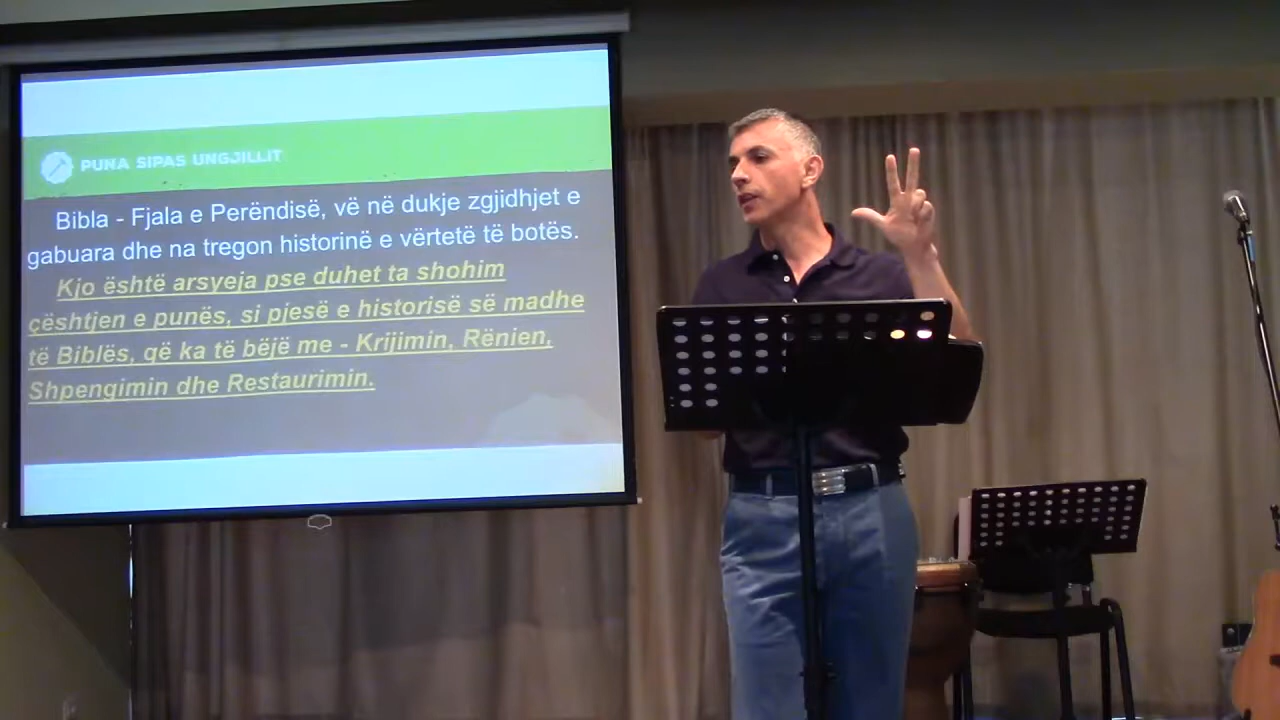 PUNA SIPAS UNGJILLIT
Bibla - Fjala e Perëndisë, vë në dukje zgjidhjet e
gabuara dhe na tregon historinë e vërtetë të botës.
Kjo është arsyeja pse duhet ta shohim
çështjen e punës, si pjesë e historisë së madhe
të Biblës, që ka të bëjë me - Krijimin, Rënien,
Shpengimin dhe Restaurimin.